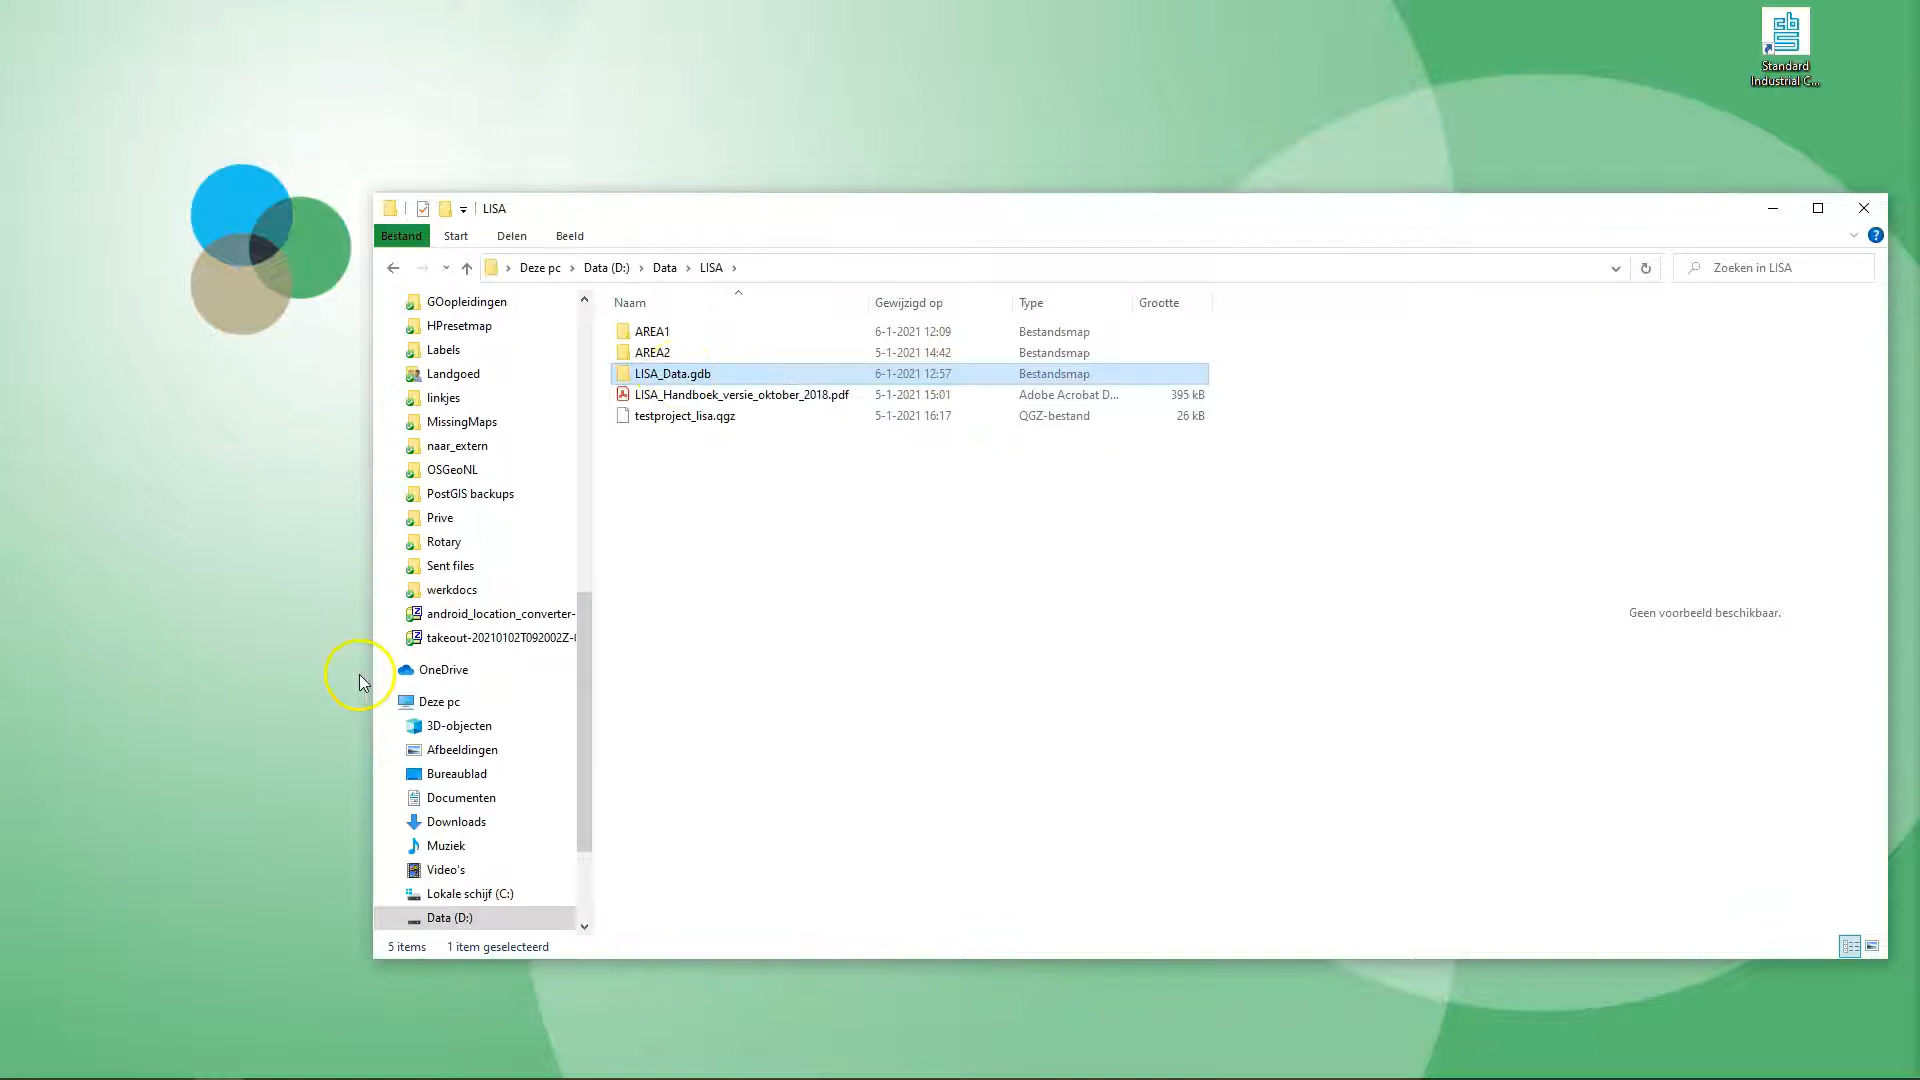 Standard
Industrial C...
LISA
Bestand Start Delen Beeld
Deze pc Data (D:) Data LISA
Zoeken in LISA
GOopleidingen
HPresetmap
Labels
Landgoed
linkjes
MissingMaps
naar_extern
OSGeoNL
PostGIS backups
Prive
Rotary
Sent files
werkdocs
android_location_converter-
takeout-20210102T092002Z-
OneDrive
Deze pc
3D-objecten
Afbeeldingen
Bureaublad
Documenten
Downloads
Muziek
Video's
Lokale schijf (C:)
Data (D:)
Naam Gewijzigd op Type Grootte
AREA1 6-1-2021 12:09 Bestandsmap
AREA2 5-1-2021 14:42 Bestandsmap
LISA_Data.gdb 6-1-2021 12:57 Bestandsmap
LISA_Handboek_versie_oktober_2018.pdf 5-1-2021 15:01 Adobe Acrobat D... 395 kB
testproject_lisa.qgz 5-1-2021 16:17 QGZ-bestand 26 kB
Geen voorbeeld beschikbaar.
5 items 1 item geselecteerd